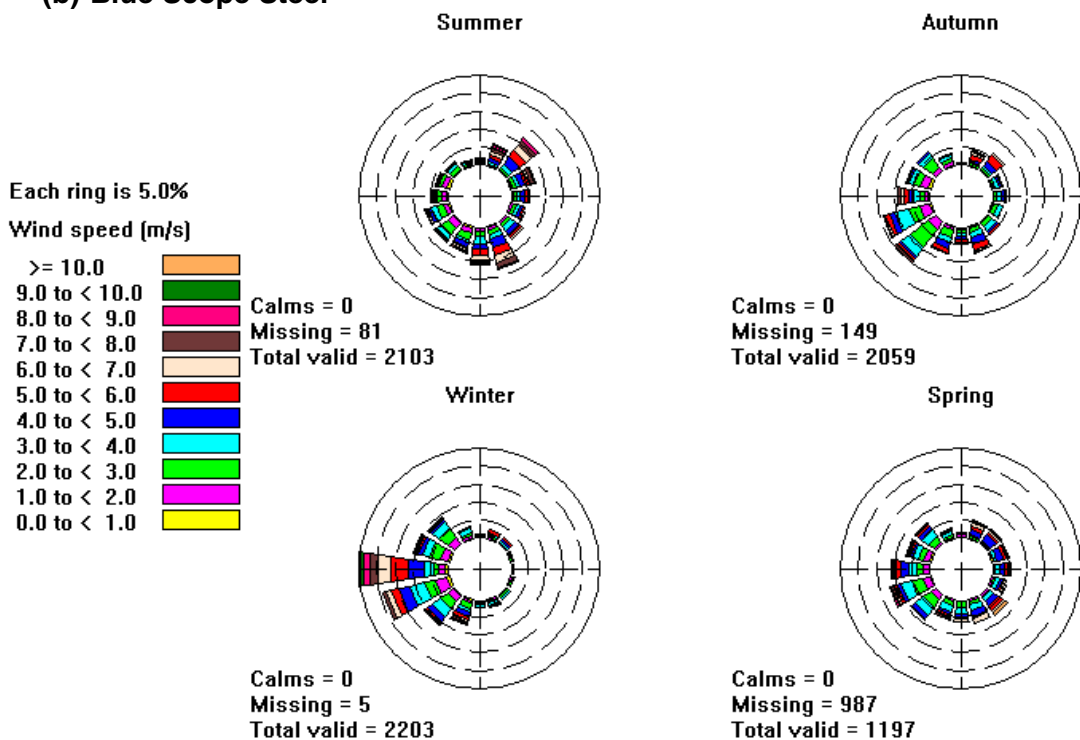 (b) Blue Scope Steel
Summer
Autumn
Each ring is 5.0%
Wind speed (m/s)
>= 10.0
9.0 to < 10.0
8.0 to < 9.0
7.0 to < 8.0
6.0 to < 7.0
5.0 to < 6.0
4.0 to < 5.0
3.0 to < 4.0
2.0 to < 3.0
1.0 to < 2.0
0.0 to < 1.0
Calms = 0
Missing = 81
Total valid = 2103
Calms = 0
Missing = 149
Total valid = 2059
Winter
Spring
Calms = 0
Missing = 5
Total valid = 2203
Calms = 0
Missing = 987
Total valid = 1197